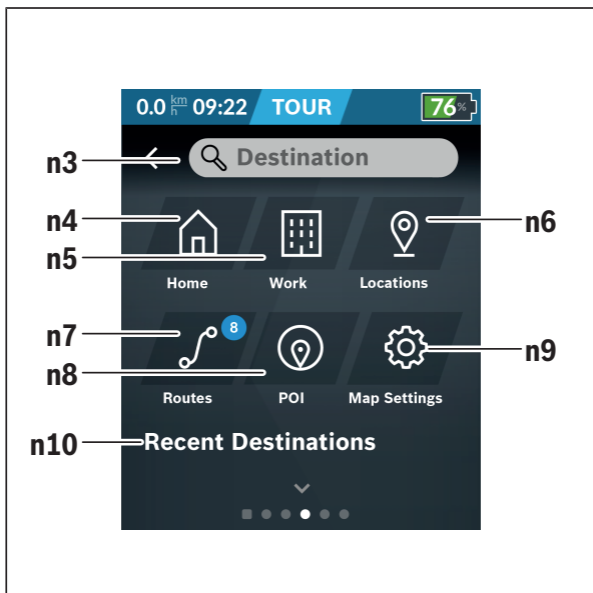 0.0 km/h 09:22 TOUR 76%
n3 Destination
n4
n5
n6
Home Work Locations
n7 8
n8
n9
Routes POI Map Settings
n10 Recent Destinations